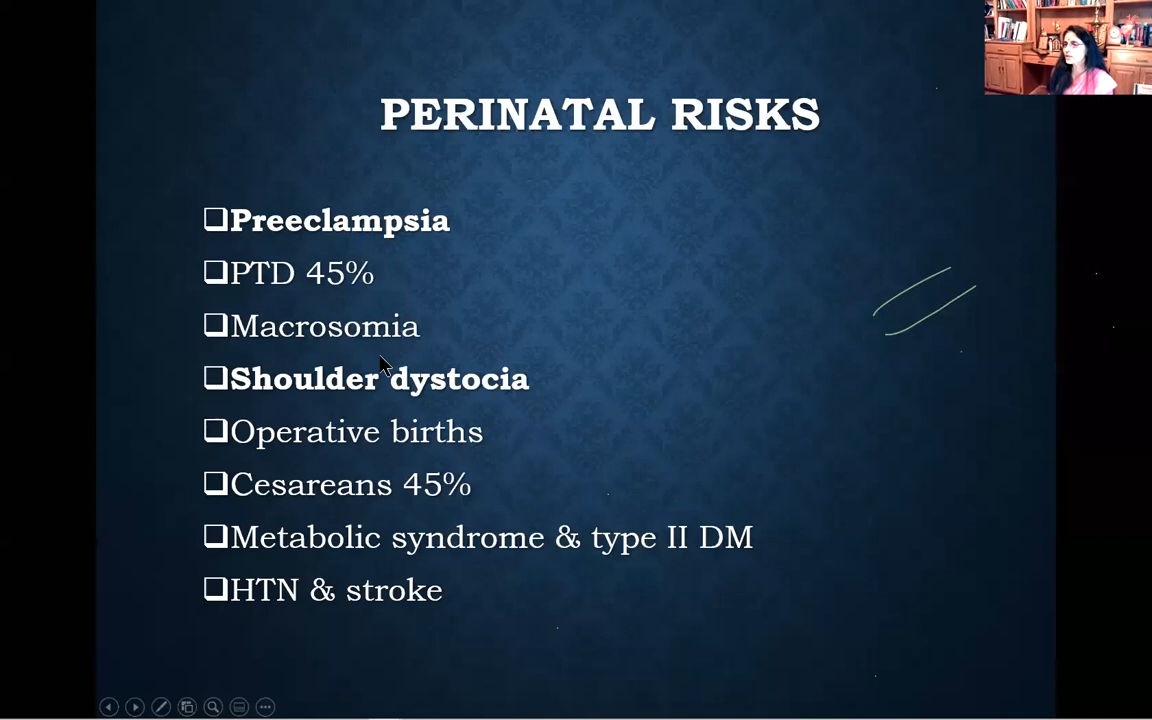 PERINATAL RISKS
❑Preeclampsia
❑PTD 45%
❑Macrosomia
❑Shoulder dystocia
❑Operative births
❑Cesareans 45%
❑Metabolic syndrome & type II DM
❑HTN & stroke